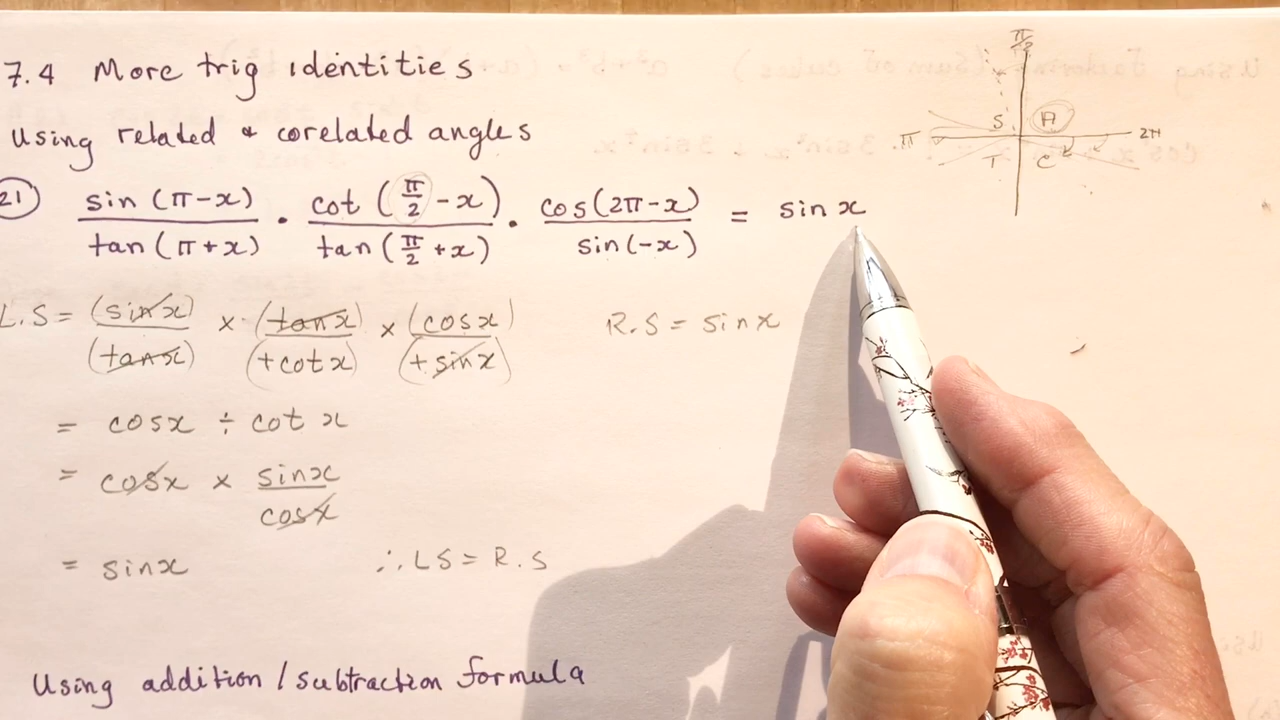 7.4 More trig identities
Using related & corelated angles
21) sin (π-x) / tan (π+x) · cot (π/2 - x) / tan (π/2 + x) · cos(2π-x) / sin(-x) = sin x
L.S = (sin x)/(tan x) × (tan x)/(+cot x) × (cos x)/(+sin x)
R.S = sin x
= cos x ÷ cot x
= cos x × sin x / cos x
= sin x ∴ LS = R.S
Using addition / subtraction formula
π/2
S A
π 2π
T C